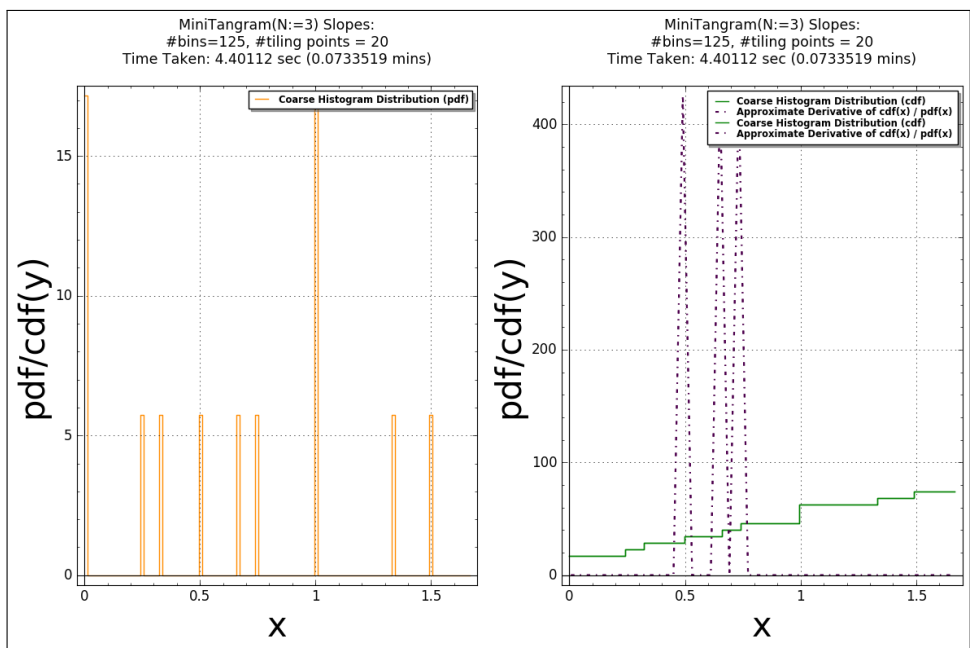 MiniTangram(N:=3) Slopes:
#bins=125, #tiling points = 20
Time Taken: 4.40112 sec (0.0733519 mins)
Coarse Histogram Distribution (pdf)
15
10
5
0
pdf/cdf(y)
0 0.5 1 1.5
x
MiniTangram(N:=3) Slopes:
#bins=125, #tiling points = 20
Time Taken: 4.40112 sec (0.0733519 mins)
Coarse Histogram Distribution (cdf)
Approximate Derivative of cdf(x) / pdf(x)
Coarse Histogram Distribution (cdf)
Approximate Derivative of cdf(x) / pdf(x)
400
300
200
100
0
pdf/cdf(y)
0 0.5 1 1.5
x